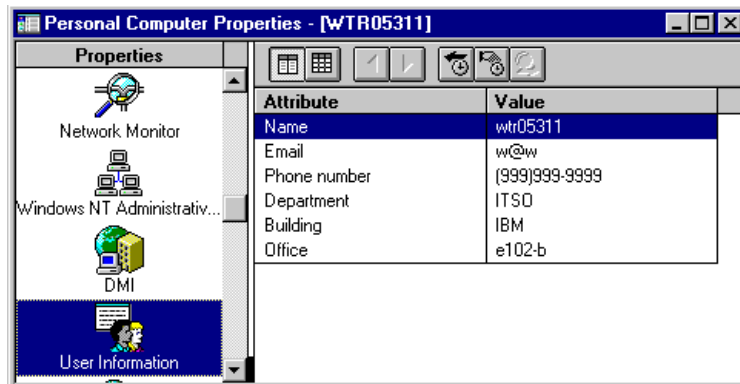 Personal Computer Properties - [WTR05311]
Properties
Network Monitor
Windows NT Administrativ...
DMI
User Information
Attribute Value
Name wtr05311
Email w@w
Phone number (999)999-9999
Department ITSO
Building IBM
Office e102-b